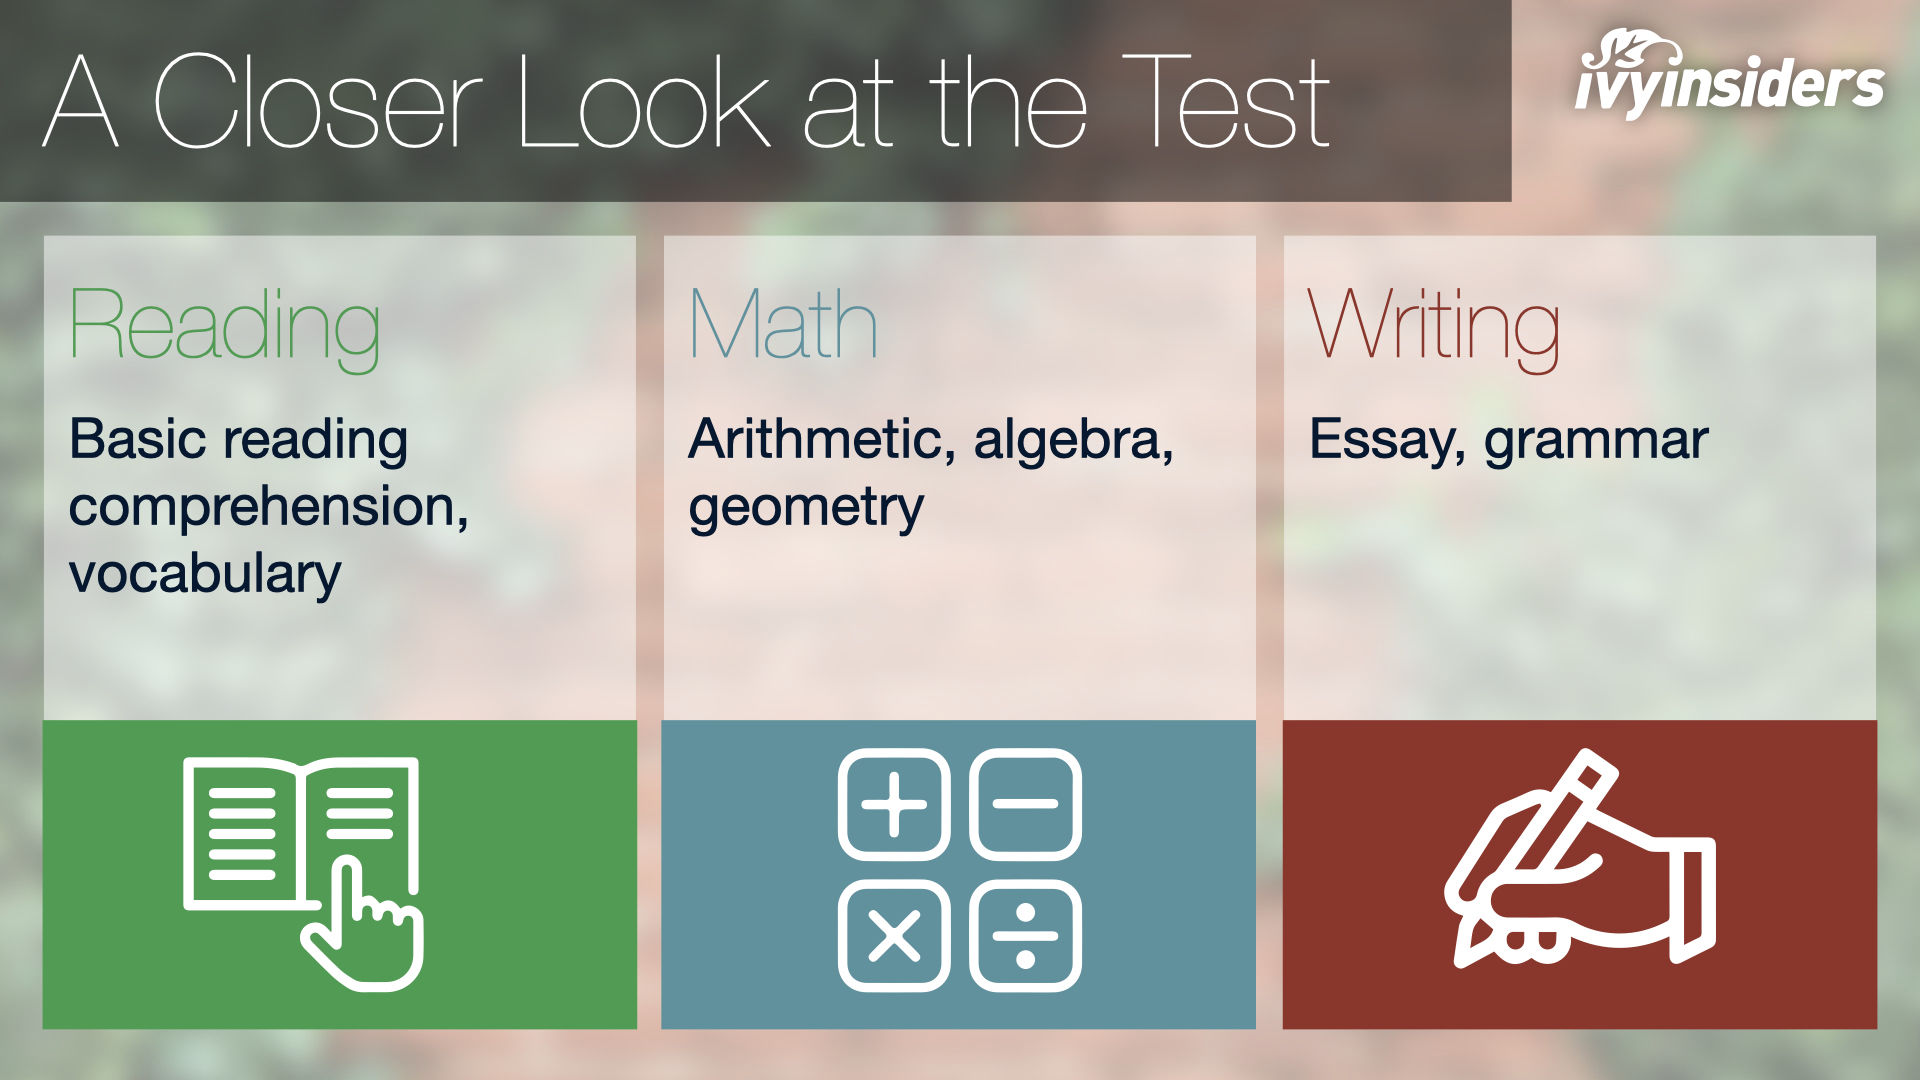 A Closer Look at the Test
ivyinsiders
Reading
Basic reading
comprehension,
vocabulary
Math
Arithmetic, algebra,
geometry
Writing
Essay, grammar